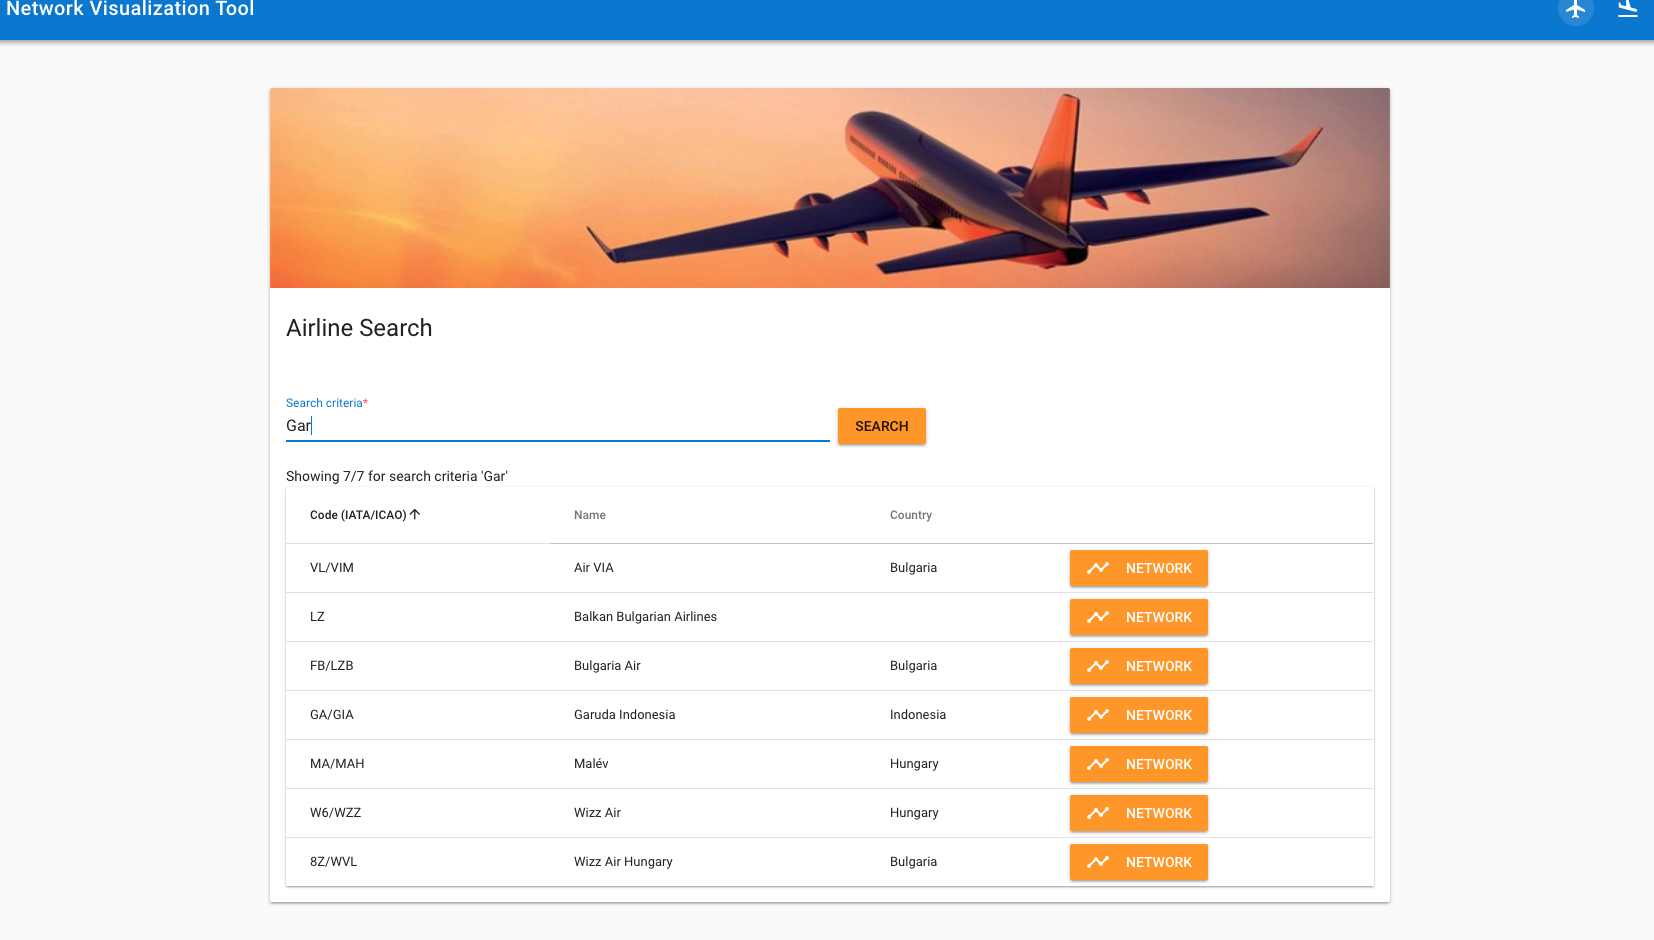 Network Visualization Tool
Airline Search
Search criteria*
Gar
SEARCH
Showing 7/7 for search criteria 'Gar'
Code (IATA/ICAO) Name Country
VL/VIM Air VIA Bulgaria NETWORK
LZ Balkan Bulgarian Airlines NETWORK
FB/LZB Bulgaria Air Bulgaria NETWORK
GA/GIA Garuda Indonesia Indonesia NETWORK
MA/MAH Malév Hungary NETWORK
W6/WZZ Wizz Air Hungary NETWORK
8Z/WVL Wizz Air Hungary Bulgaria NETWORK